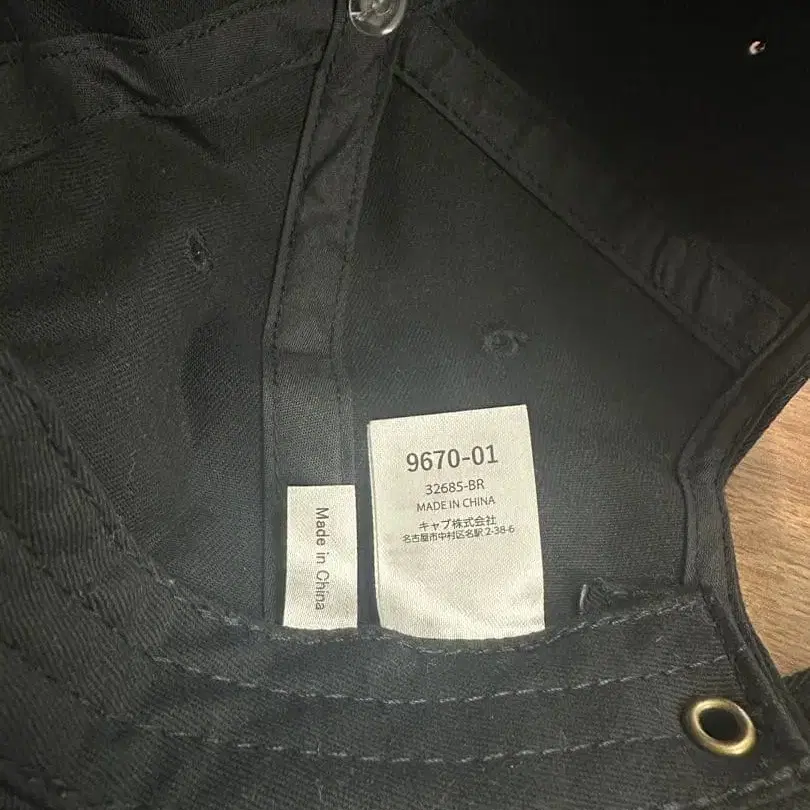 9670-01
32685-BR
MADE IN CHINA
キャブ株式会社
名古屋市中村区名駅 2-38-6
Made in China